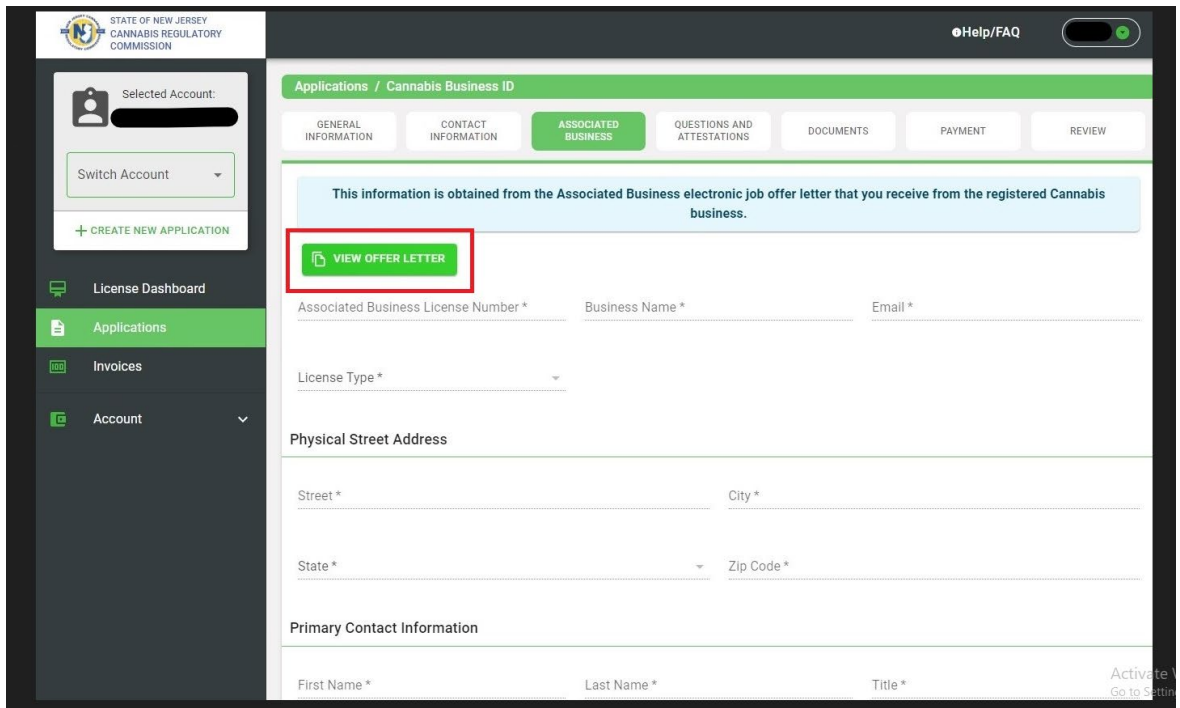 STATE OF NEW JERSEY
CANNABIS REGULATORY
COMMISSION
Help/FAQ
Selected Account:
Switch Account
+ CREATE NEW APPLICATION
License Dashboard
Applications
Invoices
Account
Applications / Cannabis Business ID
GENERAL
INFORMATION
CONTACT
INFORMATION
ASSOCIATED
BUSINESS
QUESTIONS AND
ATTESTATIONS
DOCUMENTS
PAYMENT
REVIEW
This information is obtained from the Associated Business electronic job offer letter that you receive from the registered Cannabis
business.
VIEW OFFER LETTER
Associated Business License Number * Business Name * Email *
License Type *
Physical Street Address
Street * City *
State * Zip Code *
Primary Contact Information
First Name * Last Name * Title *
Activate
Go to